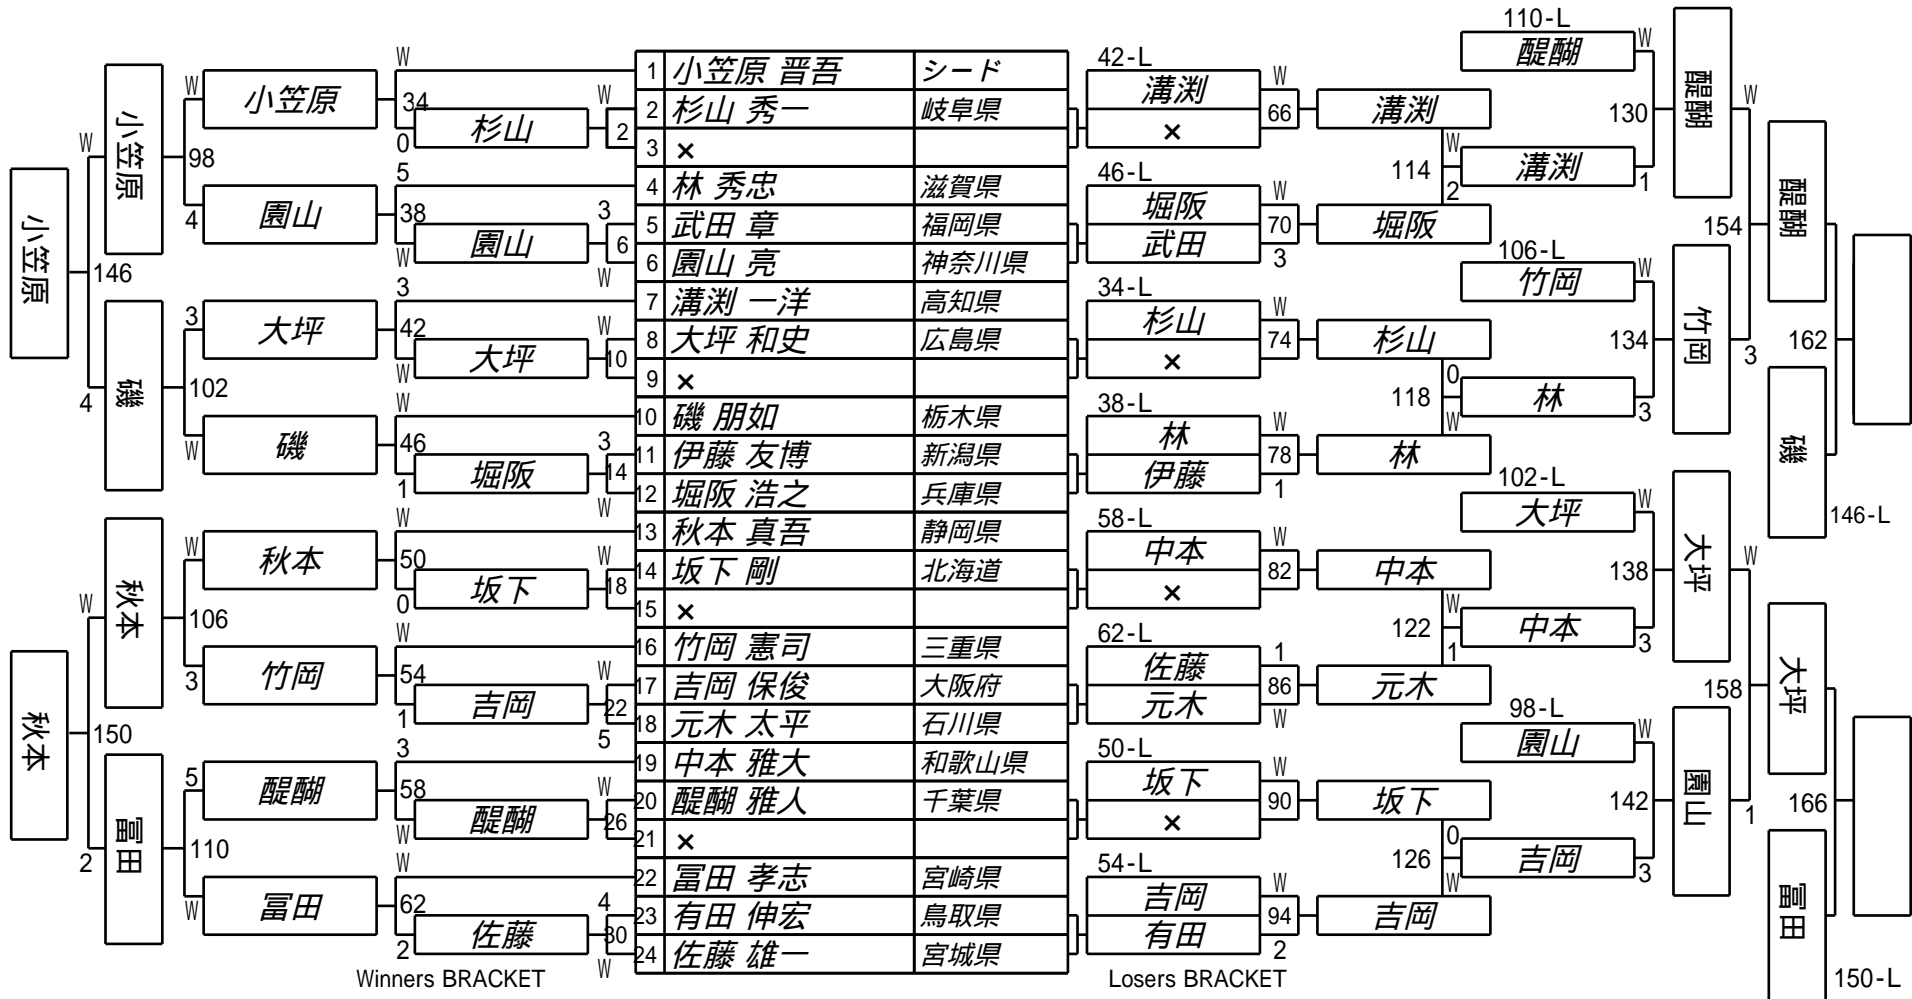 110-L
W W 醍醐 W
1 小笠原 晋吾 シード 42-L
W 小笠原 34 W 2 杉山 秀一 岐阜県 溝渕 W 66 溝渕 130 醍醐 W
小笠原 杉山 2 ×
0 3 × W
W 98 5 4 林 秀忠 滋賀県 46-L 114 溝渕 1
園山 38 3 5 武田 章 福岡県 堀阪 W 70 2 堀阪 154 醍醐
4 W 園山 6 武田 3
小笠原 146 W 6 園山 亮 神奈川県 106-L
3 7 溝渕 一洋 高知県 34-L 竹岡 W
3 大坪 42 W 8 大坪 和史 広島県 杉山 W 74 杉山 134 竹岡 3 162
W 大坪 10 ×
9 × 0
4 磯 102 W 10 磯 朋如 栃木県 38-L 118 林 3
W 磯 46 3 11 伊藤 友博 新潟県 林 W 78 W 林 磯
1 堀阪 14 伊藤 1
W 12 堀阪 浩之 兵庫県 102-L
W 13 秋本 真吾 静岡県 58-L 大坪 W 146-L
W 秋本 50 W 14 坂下 剛 北海道 中本 W 82 中本 138 大坪 W
0 坂下 18 ×
W 秋本 106 15 × W
W 16 竹岡 憲司 三重県 62-L 122 中本 3
3 竹岡 54 W 17 吉岡 保俊 大阪府 佐藤 1 86 1 元木 158 大坪
1 吉岡 22 元木 W
秋本 150 5 18 元木 太平 石川県 98-L
3 19 中本 雅大 和歌山県 50-L 園山 W
5 醍醐 58 W 20 醍醐 雅人 千葉県 坂下 W 90 坂下 142 園山 1 166
W 醍醐 26 ×
21 × 0
2 冨田 110 W 22 冨田 孝志 宮崎県 54-L 126 吉岡 3
W 冨田 62 4 23 有田 伸宏 鳥取県 吉岡 W 94 W 吉岡 冨田
2 佐藤 30 有田 2
W 24 佐藤 雄一 宮城県
Winners BRACKET Losers BRACKET 150-L